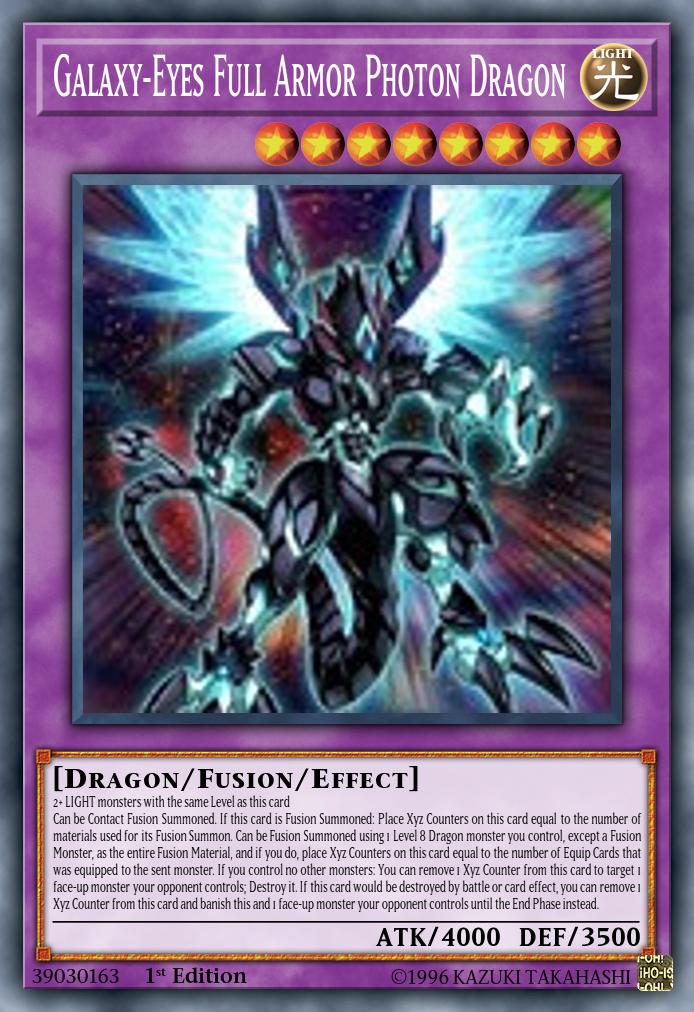 GALAXY-EYES FULL ARMOR PHOTON DRAGON
LIGHT
光
[DRAGON/FUSION/EFFECT]
2+ LIGHT monsters with the same Level as this card
Can be Contact Fusion Summoned. If this card is Fusion Summoned: Place Xyz Counters on this card equal to the number of
materials used for its Fusion Summon. Can be Fusion Summoned using 1 Level 8 Dragon monster you control, except a Fusion
Monster, as the entire Fusion Material, and if you do, place Xyz Counters on this card equal to the number of Equip Cards that
was equipped to the sent monster. If you control no other monsters: You can remove 1 Xyz Counter from this card to target 1
face-up monster your opponent controls; Destroy it. If this card would be destroyed by battle or card effect, you can remove 1
Xyz Counter from this card and banish this and 1 face-up monster your opponent controls until the End Phase instead.
ATK/4000 DEF/3500
39030163 1st Edition ©1996 KAZUKI TAKAHASHI